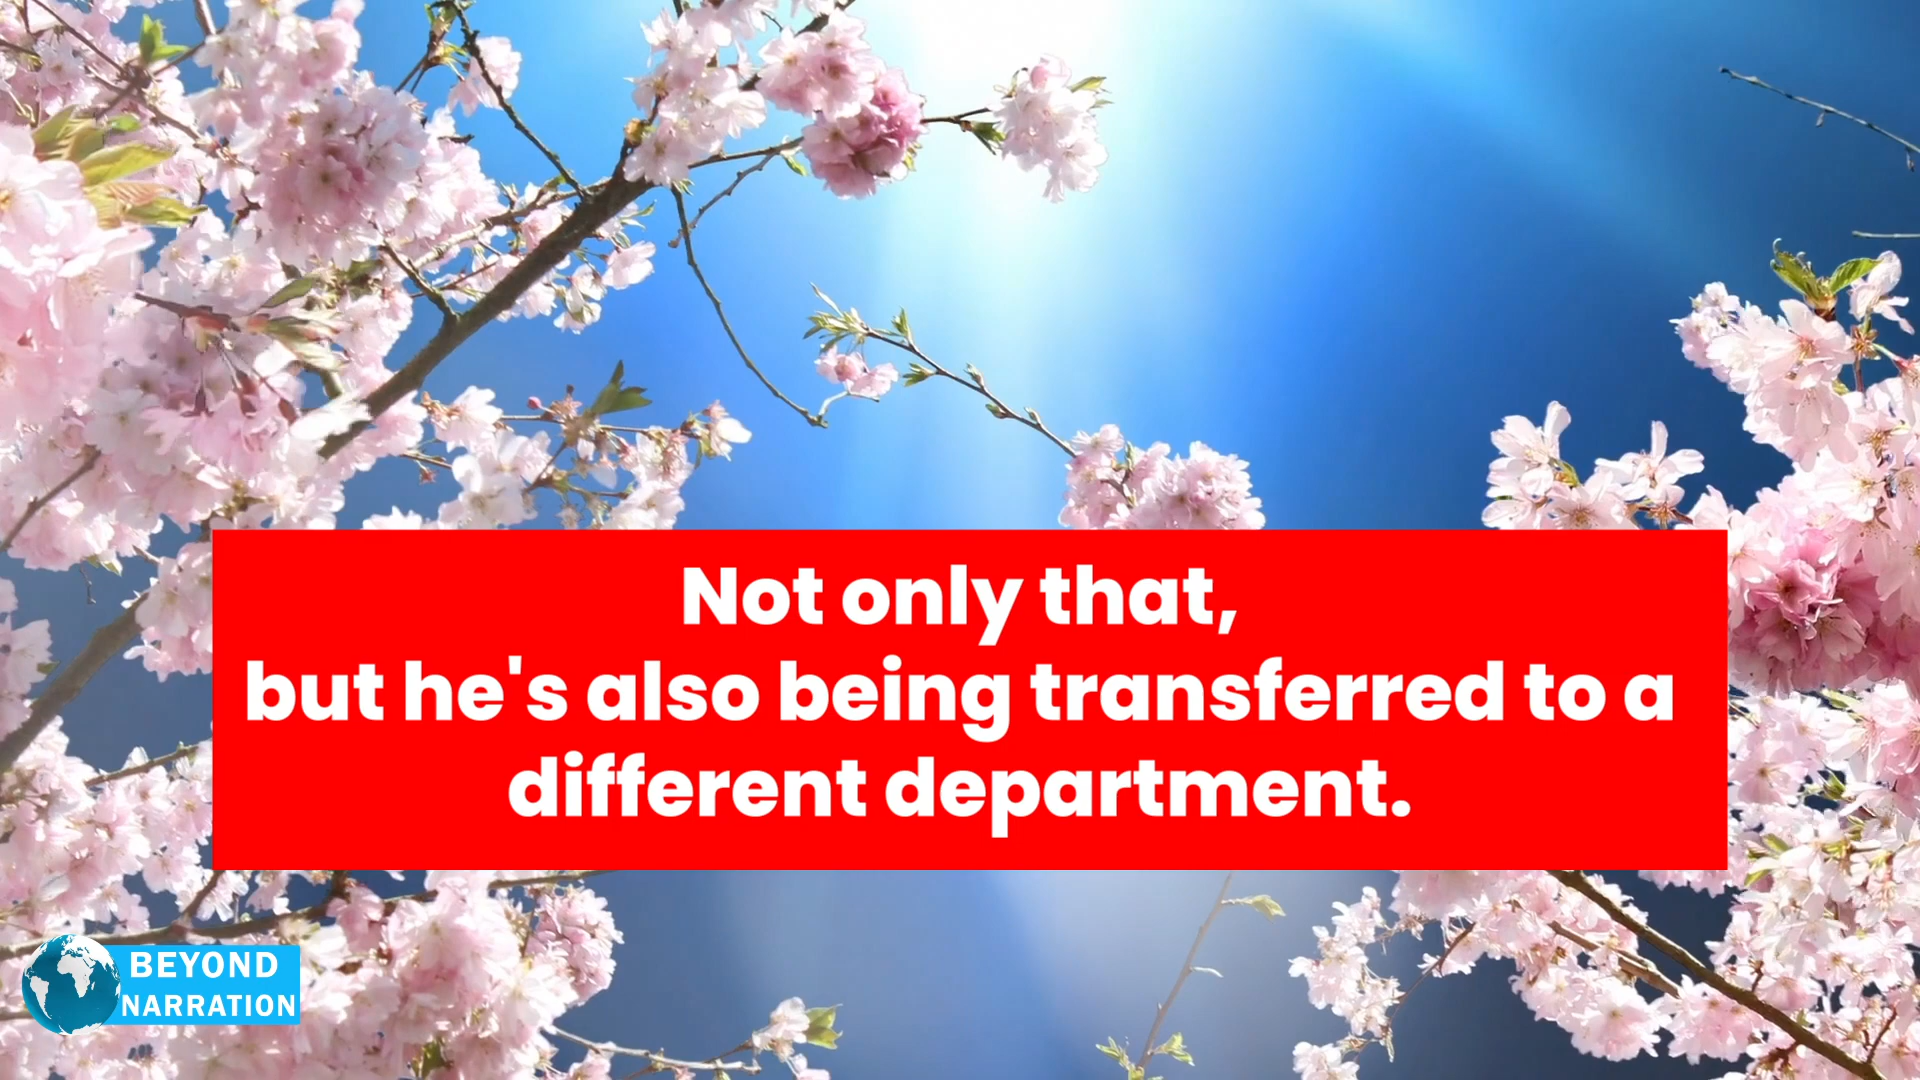 Not only that,
but he's also being transferred to a
different department.
BEYOND
NARRATION